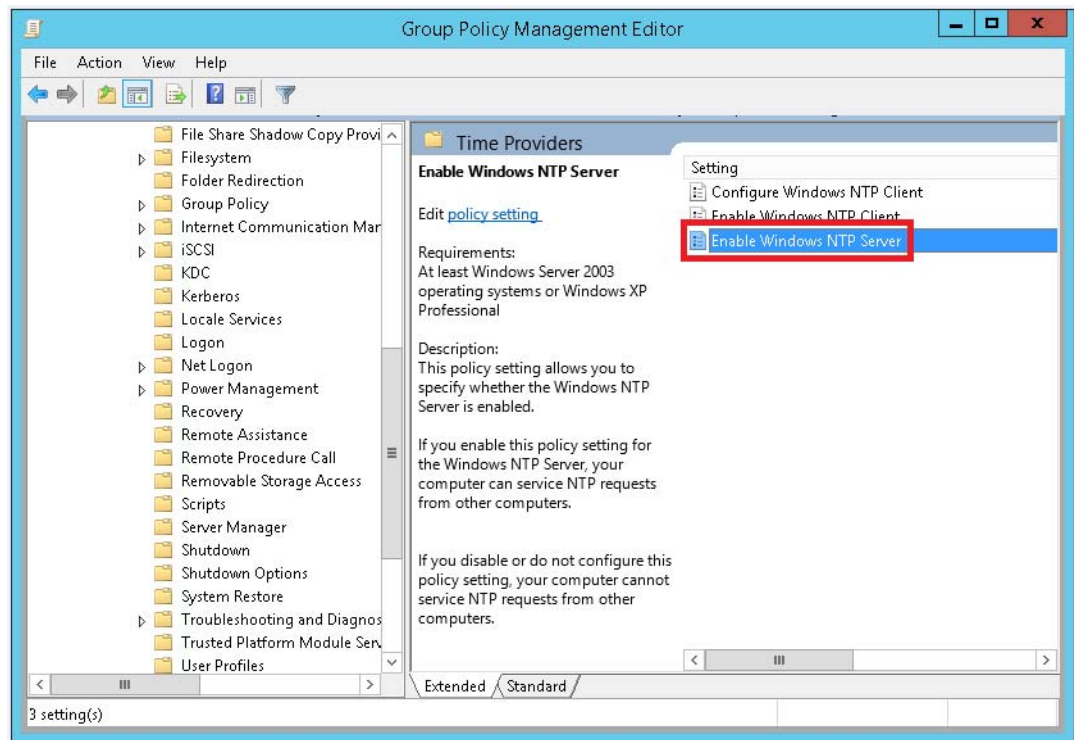 Group Policy Management Editor
File Action View Help
File Share Shadow Copy Provi
Filesystem
Folder Redirection
Group Policy
Internet Communication Mar
iSCSI
KDC
Kerberos
Locale Services
Logon
Net Logon
Power Management
Recovery
Remote Assistance
Remote Procedure Call
Removable Storage Access
Scripts
Server Manager
Shutdown
Shutdown Options
System Restore
Troubleshooting and Diagnos
Trusted Platform Module Serv
User Profiles
Time Providers
Enable Windows NTP Server
Edit policy setting
Requirements:
At least Windows Server 2003
operating systems or Windows XP
Professional
Description:
This policy setting allows you to
specify whether the Windows NTP
Server is enabled.
If you enable this policy setting for
the Windows NTP Server, your
computer can service NTP requests
from other computers.
If you disable or do not configure this
policy setting, your computer cannot
service NTP requests from other
computers.
Setting
Configure Windows NTP Client
Enable Windows NTP Client
Enable Windows NTP Server
Extended Standard
3 setting(s)